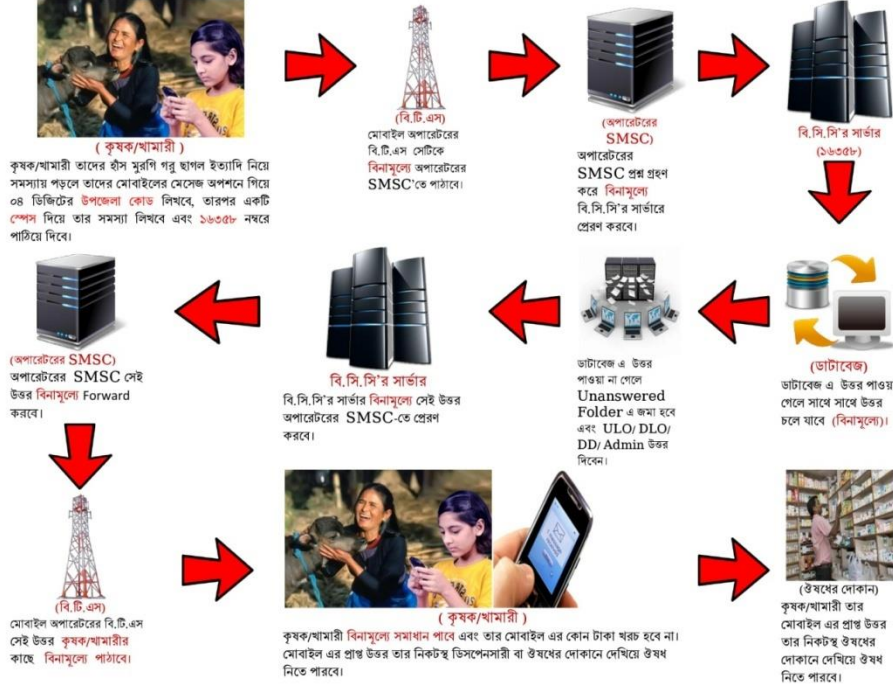 ( কৃষক/খামারী )
কৃষক/খামারী তাদের হাঁস মুরগি গরু ছাগল ইত্যাদি নিয়ে
সমস্যায় পড়লে তাদের মোবাইলের মেসেজ অপশনে গিয়ে
০৪ ডিজিটের উপজেলা কোড লিখবে, তারপর একটি
স্পেস দিয়ে তার সমস্যা লিখবে এবং ১৬৩৫৮ নম্বরে
পাঠিয়ে দিবে।
(বি.টি.এস)
মোবাইল অপারেটরের
বি.টি.এস সেটিকে
বিনামূল্যে অপারেটরের
SMSC'তে পাঠাবে।
(অপারেটরের
SMSC)
অপারেটরের
SMSC প্রশ্ন গ্রহণ
করে বিনামূল্যে
বি.সি.সি'র সার্ভারে
প্রেরণ করবে।
বি.সি.সি'র সার্ভার
(১৬৩৫৮)
(ডাটাবেজ)
ডাটাবেজ এ উত্তর পাওয়
গেলে সাথে সাথে উত্তর
চলে যাবে (বিনামূল্যে)।
ডাটাবেজ এ উত্তর
পাওয়া না গেলে
Unanswered
Folder এ জমা হবে
এবং ULO/ DLO/
DD/ Admin উত্তর
দিবেন।
বি.সি.সি'র সার্ভার
বি.সি.সি'র সার্ভার বিনামূল্যে সেই উত্তর
অপারেটরের SMSC-তে প্রেরণ
করবে।
(অপারেটরের SMSC)
অপারেটরের SMSC সেই
উত্তর বিনামূল্যে Forward
করবে।
(বি.টি.এস)
মোবাইল অপারেটরের বি.টি.এস
সেই উত্তর কৃষক/খামারীর
কাছে বিনামূল্যে পাঠাবে।
( কৃষক/খামারী )
কৃষক/খামারী বিনামূল্যে সমাধান পাবে এবং তার মোবাইল এর কোন টাকা খরচ হবে না।
মোবাইল এর প্রাপ্ত উত্তর তার নিকটস্থ ডিসপেনসারী বা ঔষধের দোকানে দেখিয়ে ঔষধ
নিতে পারবে।
(ঔষধের দোকান)
কৃষক/খামারী তার
মোবাইল এর প্রাপ্ত উত্তর
তার নিকটস্থ ঔষধের
দোকানে দেখিয়ে ঔষধ
নিতে পারবে।